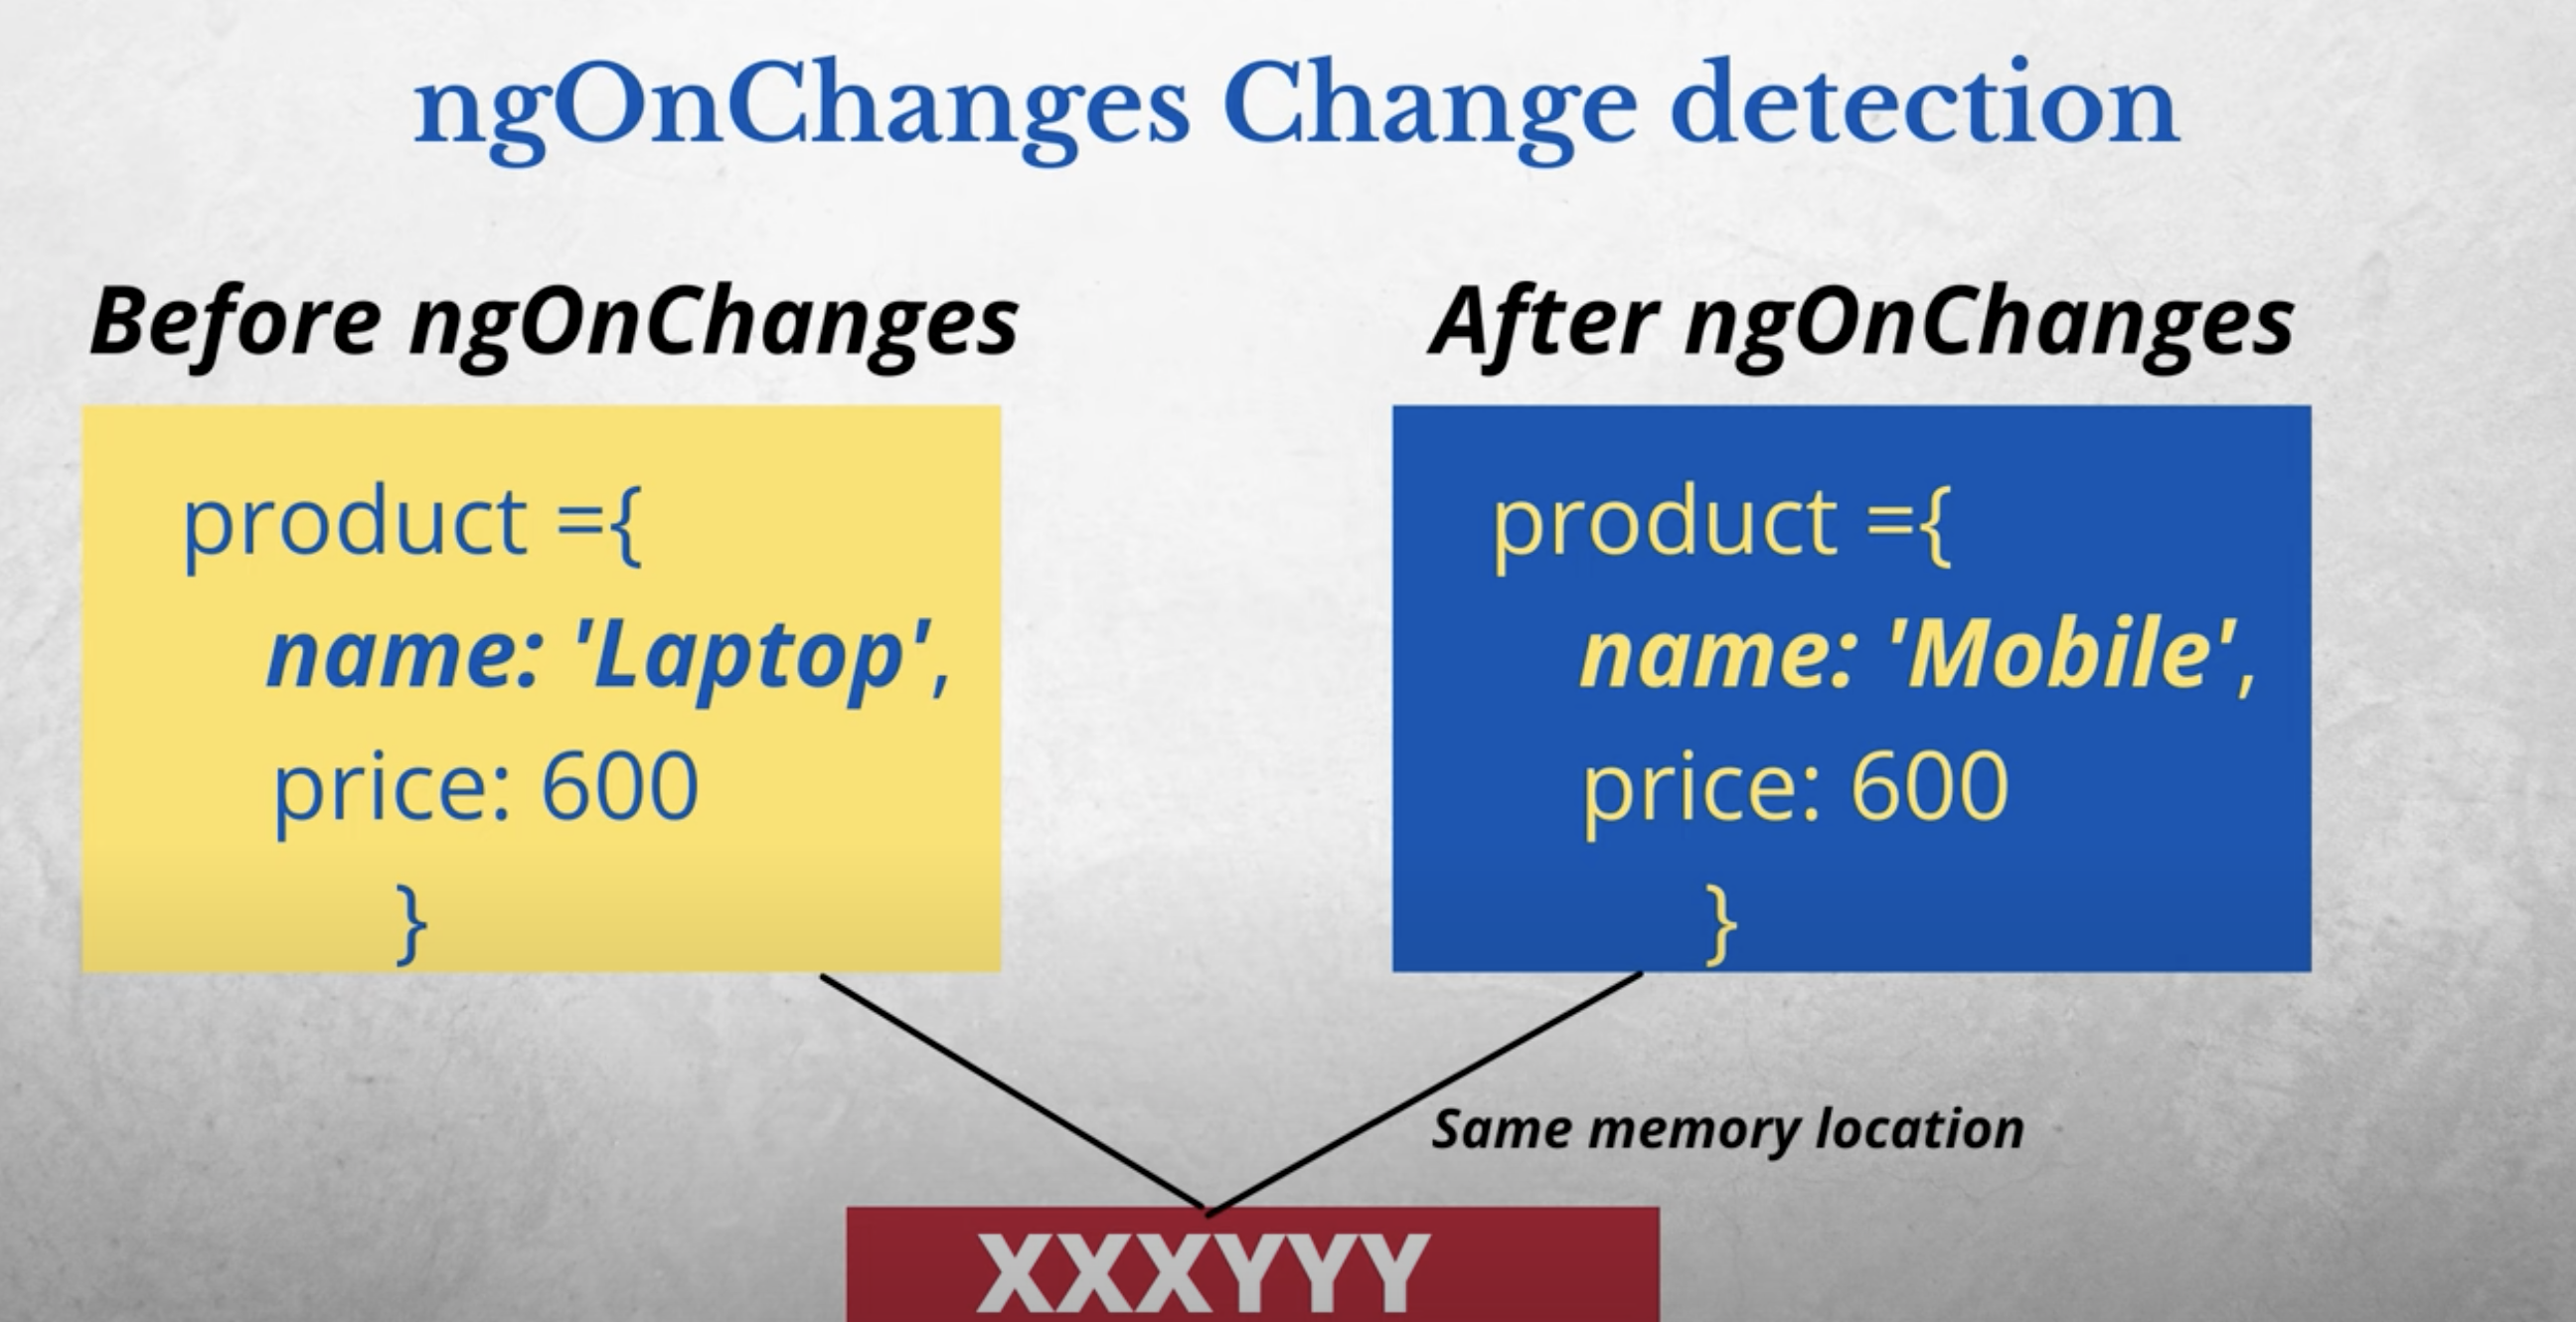 ngOnChanges Change detection
Before ngOnChanges
product ={
name: 'Laptop',
price: 600
}
After ngOnChanges
product ={
name: 'Mobile',
price: 600
}
Same memory location
XXXYYY